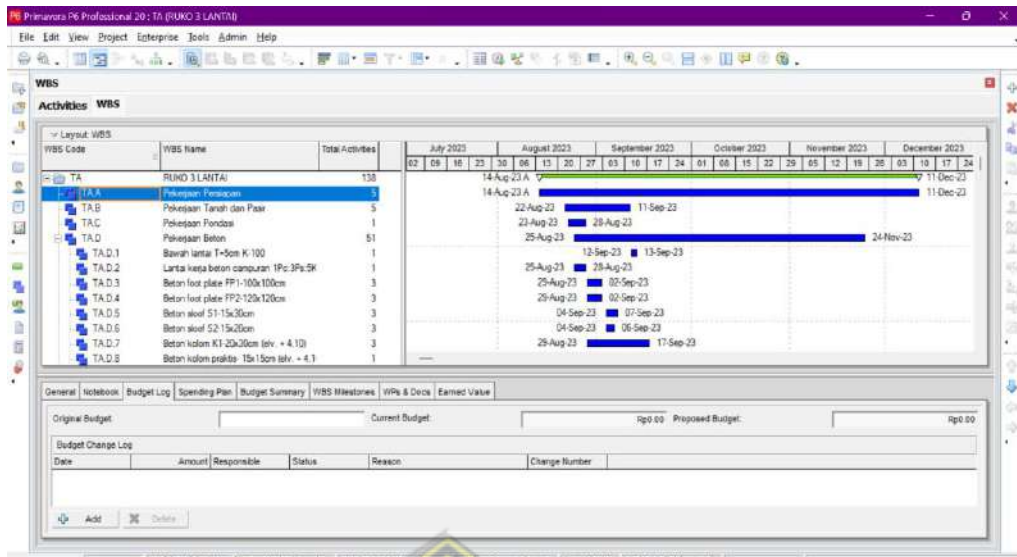 Primavera P6 Professional 20 : TA (RUKO 3 LANTAI)
File Edit View Project Enterprise Tools Admin Help
WBS
Activities WBS
Layout: WBS
WBS Code WBS Name Total Activities July 2023 August 2023 September 2023 October 2023 November 2023 December 2023
02 09 16 23 30 06 13 20 27 03 10 17 24 01 08 15 22 29 05 12 19 26 03 10 17 24
TA RUKO 3 LANTAI 138 14-Aug-23 A 11-Dec-23
TA.A Pekerjaan Persiapan 5 14-Aug-23 A 11-Dec-23
TA.B Pekerjaan Tanah dan Pasir 5 22-Aug-23 11-Sep-23
TA.C Pekerjaan Pondasi 1 23-Aug-23 28-Aug-23
TA.D Pekerjaan Beton 51 25-Aug-23 24-Nov-23
TA.D.1 Bawah lantai T=5cm K-100 1 12-Sep-23 13-Sep-23
TA.D.2 Lantai kerja beton campuran 1Pc:3Ps:5K 1 25-Aug-23 28-Aug-23
TA.D.3 Beton foot plate FP1-100x100cm 3 29-Aug-23 02-Sep-23
TA.D.4 Beton foot plate FP2-120x120cm 3 29-Aug-23 02-Sep-23
TA.D.5 Beton sloof S1-15x30cm 3 04-Sep-23 07-Sep-23
TA.D.6 Beton sloof S2-15x20cm 3 04-Sep-23 06-Sep-23
TA.D.7 Beton kolom K1-20x30cm (elv. + 4.10) 3 29-Aug-23 17-Sep-23
TA.D.8 Beton kolom praktis- 15x15cm (elv. + 4.1 1
General Notebook Budget Log Spending Plan Budget Summary WBS Milestones WPs & Docs Earned Value
Original Budget: Current Budget: Rp0.00 Proposed Budget: Rp0.00
Budget Change Log
Date Amount Responsible Status Reason Change Number
Add Delete